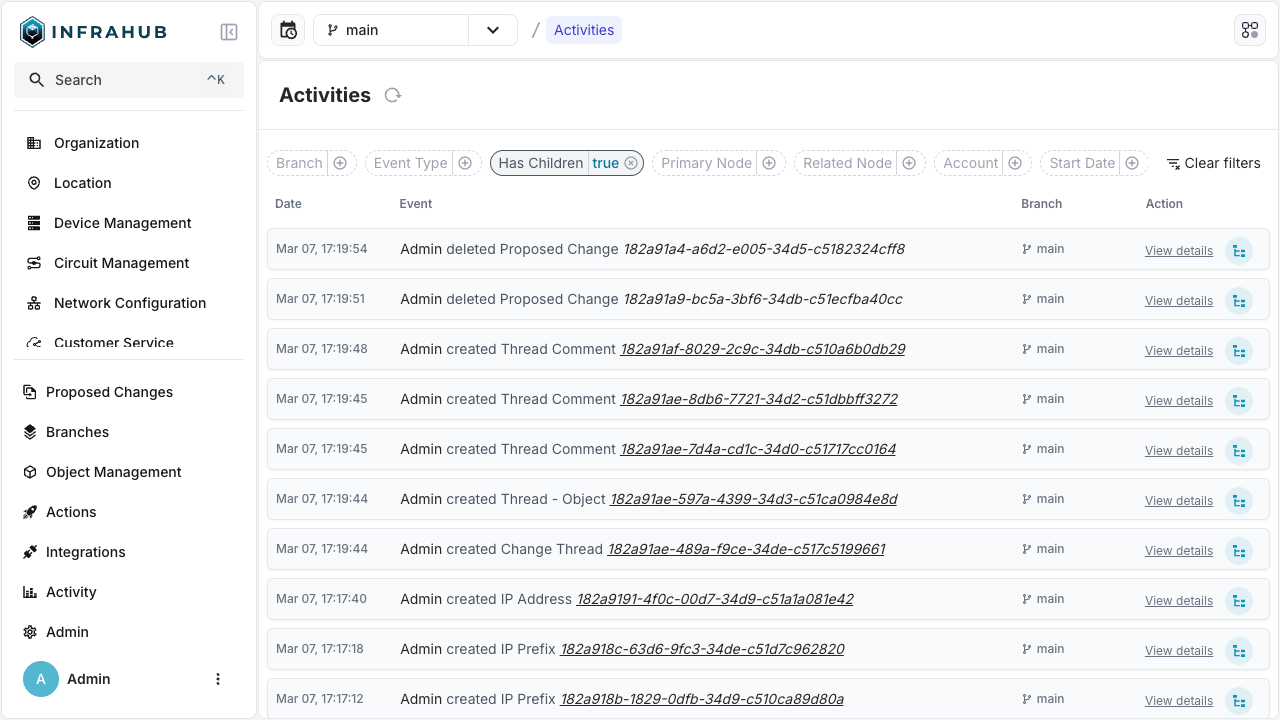 INFRAHUB
Search ^K
Organization
Location
Device Management
Circuit Management
Network Configuration
Customer Service
Proposed Changes
Branches
Object Management
Actions
Integrations
Activity
Admin
A Admin
main / Activities
Activities
Branch Event Type Has Children true Primary Node Related Node Account Start Date Clear filters
Date Event Branch Action
Mar 07, 17:19:54 Admin deleted Proposed Change 182a91a4-a6d2-e005-34d5-c5182324cff8 main View details
Mar 07, 17:19:51 Admin deleted Proposed Change 182a91a9-bc5a-3bf6-34db-c51ecfba40cc main View details
Mar 07, 17:19:48 Admin created Thread Comment 182a91af-8029-2c9c-34db-c510a6b0db29 main View details
Mar 07, 17:19:45 Admin created Thread Comment 182a91ae-8db6-7721-34d2-c51dbbff3272 main View details
Mar 07, 17:19:45 Admin created Thread Comment 182a91ae-7d4a-cd1c-34d0-c51717cc0164 main View details
Mar 07, 17:19:44 Admin created Thread - Object 182a91ae-597a-4399-34d3-c51ca0984e8d main View details
Mar 07, 17:19:44 Admin created Change Thread 182a91ae-489a-f9ce-34de-c517c5199661 main View details
Mar 07, 17:17:40 Admin created IP Address 182a9191-4f0c-00d7-34d9-c51a1a081e42 main View details
Mar 07, 17:17:18 Admin created IP Prefix 182a918c-63d6-9fc3-34de-c51d7c962820 main View details
Mar 07, 17:17:12 Admin created IP Prefix 182a918b-1829-0dfb-34d9-c510ca89d80a main View details